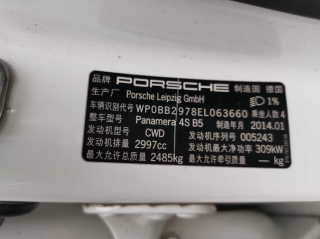 品牌 PORSCHE 制造国 德国
生产厂 Porsche Leipzig GmbH 1%
车辆识别代号 WP0BB2978EL063660 乘坐人数 4
整车型号 Panamera 4S B5 制造年月 2014.01
发动机型号 CWD 发动机序列号 005243
发动机排量 2997cc 发动机最大净功率 309kW
最大允许总质量 2485kg 最大允许牵引质量 — kg